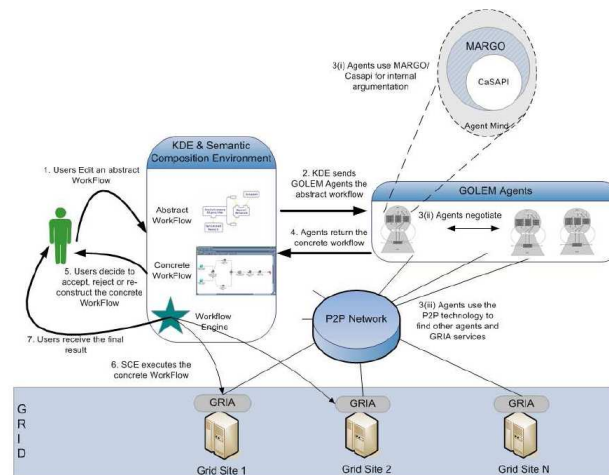 MARGO
CaSAPI
Agent Mind
3(i) Agents use MARGO/
Casapi for internal
argumentation
KDE & Semantic
Composition Environment
1. Users Edit an abstract
WorkFlow
2. KDE sends
GOLEM Agents the
abstract workflow
GOLEM Agents
Abstract
WorkFlow
3(ii) Agents negotiate
4. Agents return the
concrete workflow
Concrete
WorkFlow
5. Users decide to
accept, reject or re-
construct the concrete
WorkFlow
Workflow
Engine
P2P Network
3(iii) Agents use the
P2P technology to
find other agents and
GRIA services
7. Users receive the final
result
6. SCE executes the
concrete WorkFlow
GRID
GRIA
GRIA
GRIA
Grid Site 1
Grid Site 2
Grid Site N